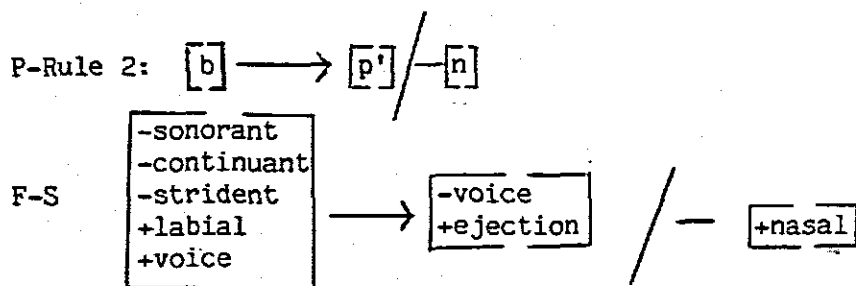 P-Rule 2: [b] ⟶ [p'] / — [n]
-sonorant
-continuant
F-S -strident ⟶ -voice / — +nasal
+labial +ejection
+voice